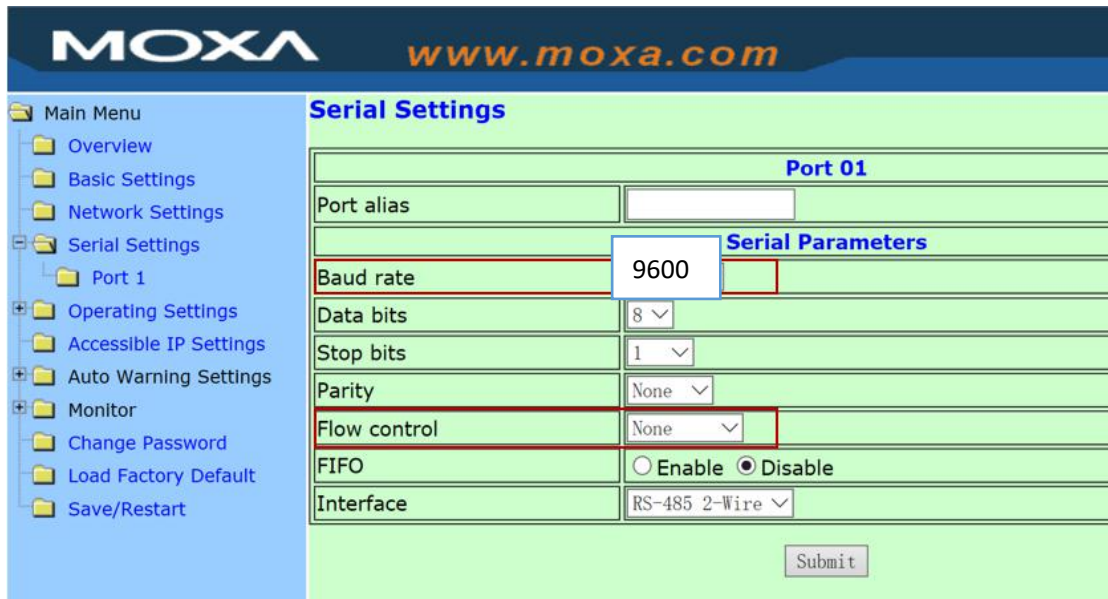 MOXA www.moxa.com
Main Menu
Overview
Basic Settings
Network Settings
Serial Settings
Port 1
Operating Settings
Accessible IP Settings
Auto Warning Settings
Monitor
Change Password
Load Factory Default
Save/Restart
Serial Settings
Port 01
Port alias
Serial Parameters
Baud rate 9600
Data bits 8
Stop bits 1
Parity None
Flow control None
FIFO Enable Disable
Interface RS-485 2-Wire
Submit